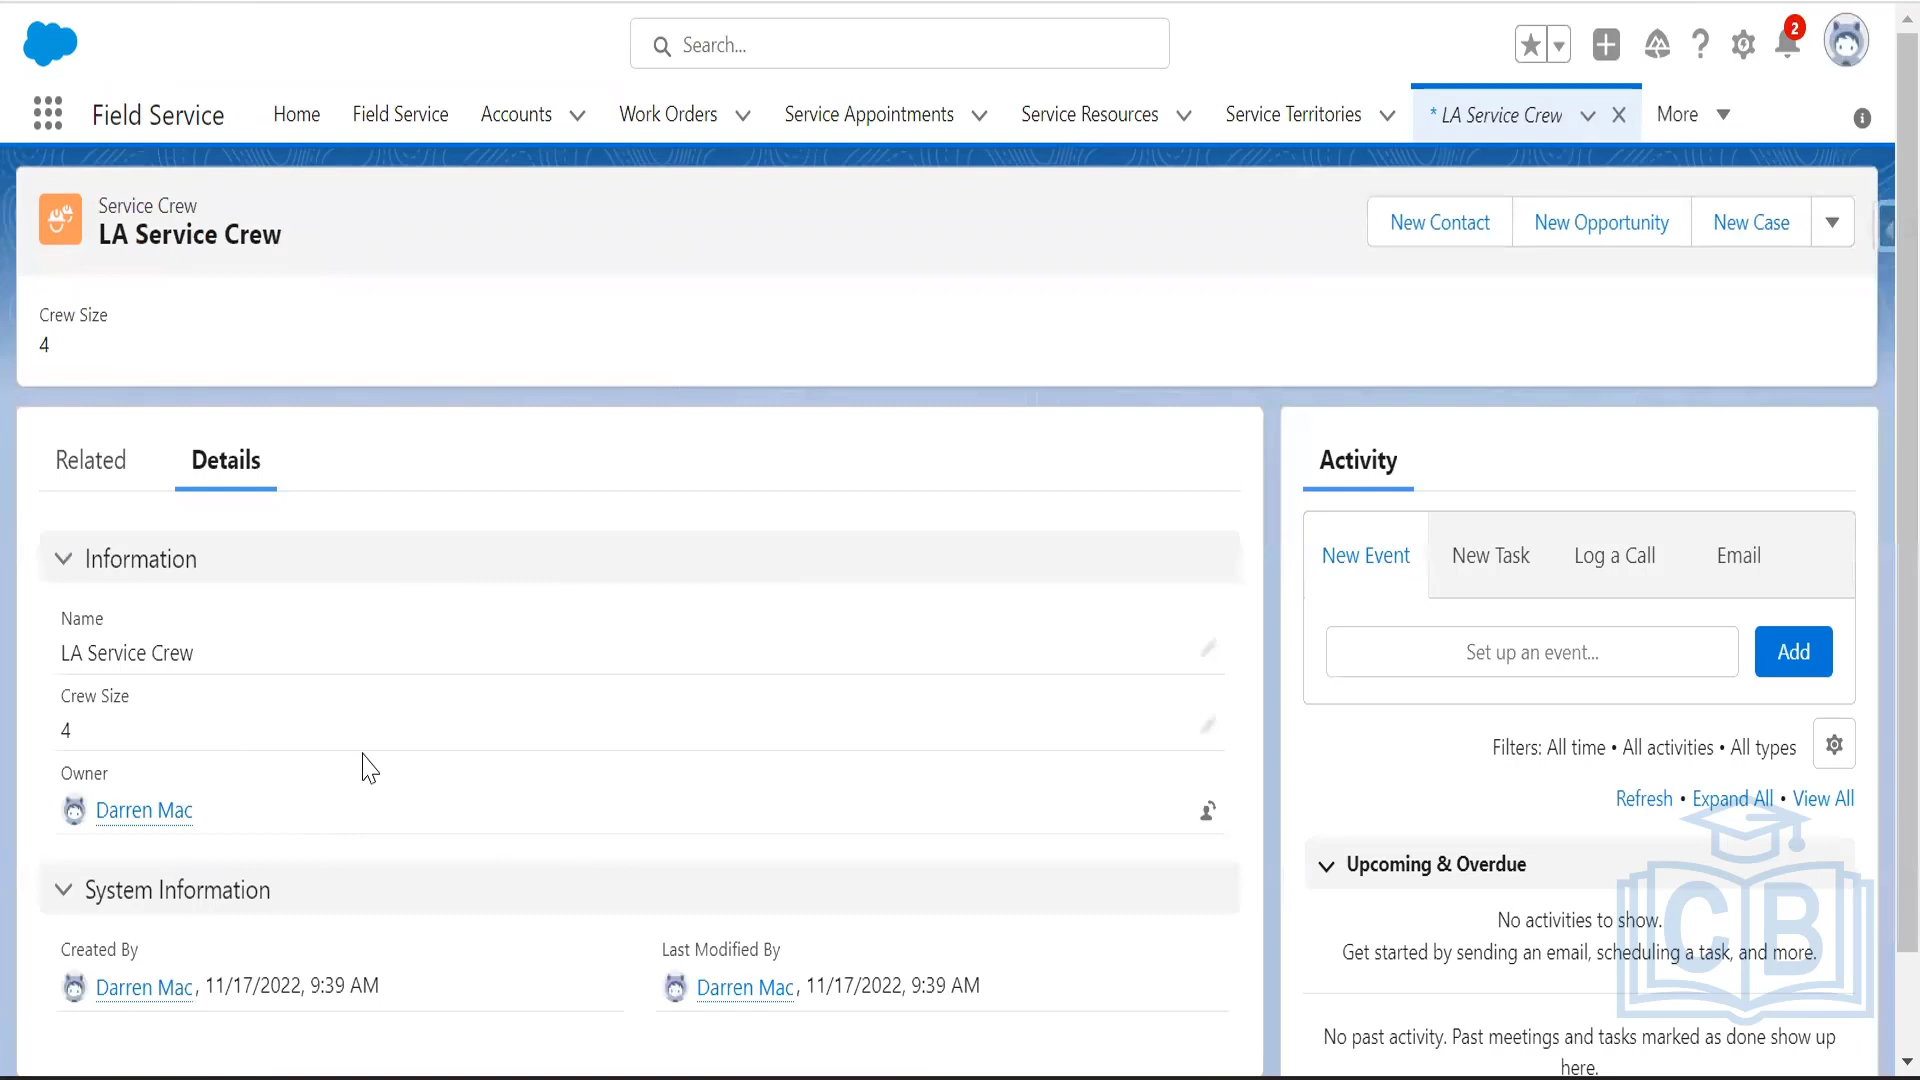 Search...
2
Field Service Home Field Service Accounts Work Orders Service Appointments Service Resources Service Territories * LA Service Crew More
Service Crew
LA Service Crew
New Contact New Opportunity New Case
Crew Size
4
Related Details
Information
Name
LA Service Crew
Crew Size
4
Owner
Darren Mac
System Information
Created By
Darren Mac, 11/17/2022, 9:39 AM
Last Modified By
Darren Mac, 11/17/2022, 9:39 AM
Activity
New Event New Task Log a Call Email
Set up an event... Add
Filters: All time • All activities • All types
Refresh • Expand All • View All
Upcoming & Overdue
No activities to show.
Get started by sending an email, scheduling a task, and more.
No past activity. Past meetings and tasks marked as done show up
here.
CB